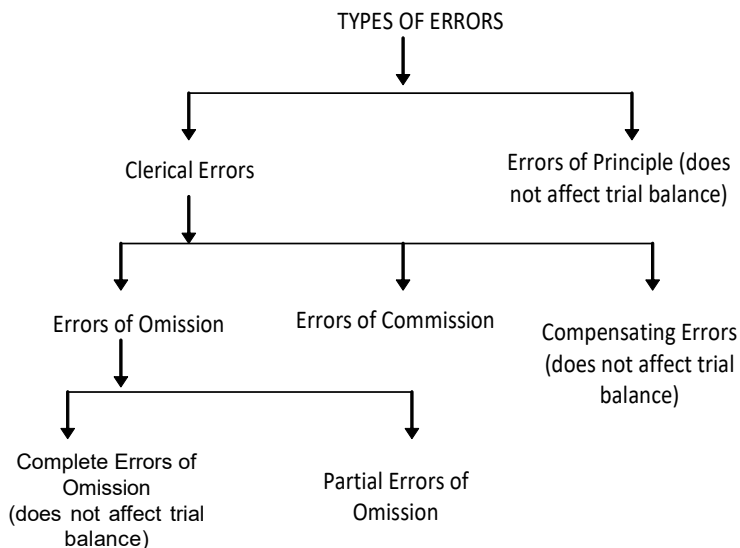 TYPES OF ERRORS
Clerical Errors
Errors of Principle (does
not affect trial balance)
Errors of Omission
Errors of Commission
Compensating Errors
(does not affect trial
balance)
Complete Errors of
Omission
(does not affect trial
balance)
Partial Errors of
Omission